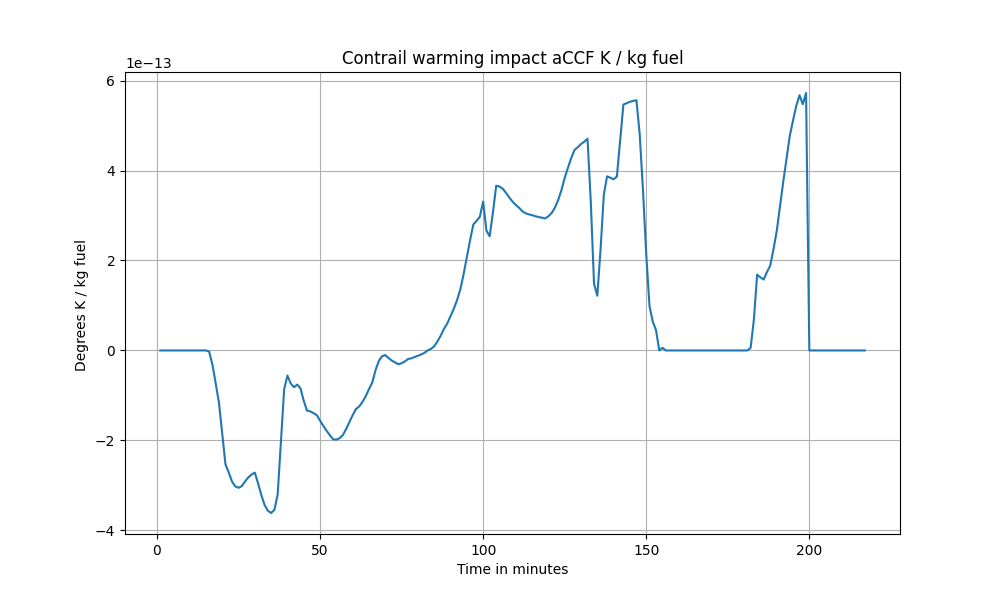 Contrail warming impact aCCF K / kg fuel
1e−13
6
4
2
0
−2
−4
Degrees K / kg fuel
0 50 100 150 200
Time in minutes